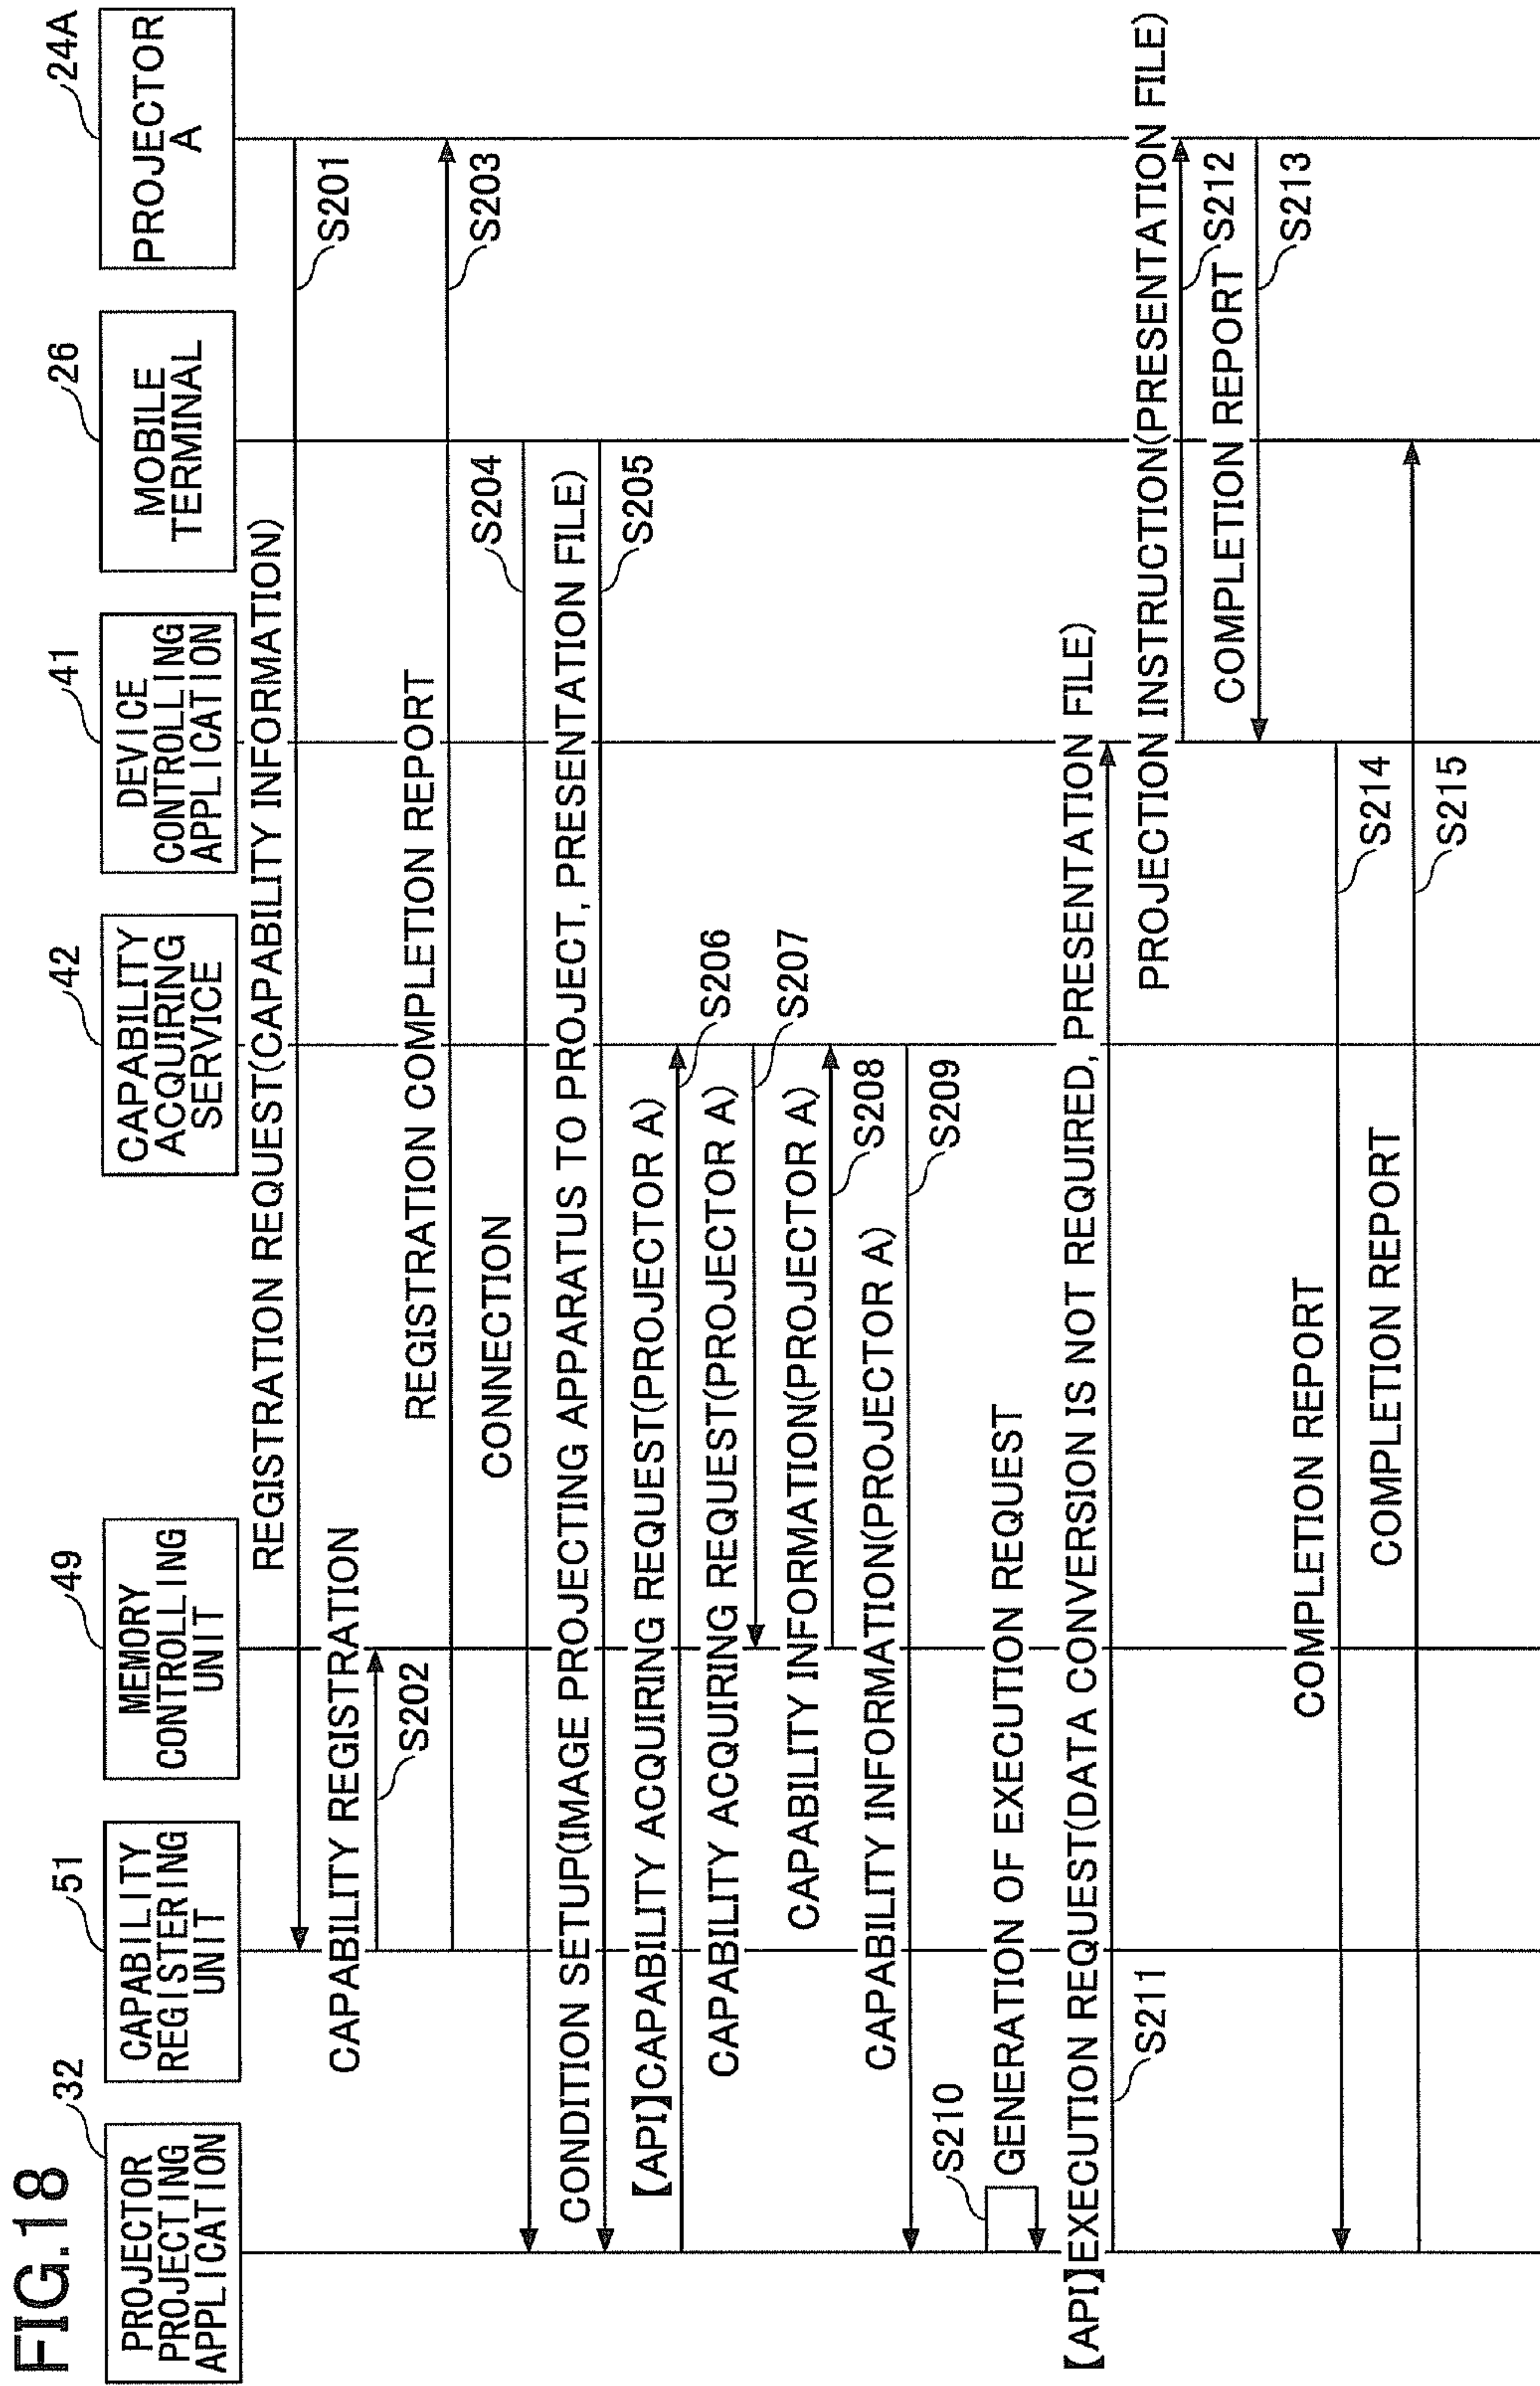 FIG.18
32
PROJECTOR
PROJECTING
APPLICATION
51
CAPABILITY
REGISTERING
UNIT
49
MEMORY
CONTROLLING
UNIT
42
CAPABILITY
ACQUIRING
SERVICE
41
DEVICE
CONTROLLING
APPLICATION
26
MOBILE
TERMINAL
24A
PROJECTOR
A
REGISTRATION REQUEST(CAPABILITY INFORMATION)
S201
CAPABILITY REGISTRATION
S202
REGISTRATION COMPLETION REPORT
S203
CONNECTION
S204
CONDITION SETUP(IMAGE PROJECTING APPARATUS TO PROJECT, PRESENTATION FILE)
S205
【API】CAPABILITY ACQUIRING REQUEST(PROJECTOR A)
S206
CAPABILITY ACQUIRING REQUEST(PROJECTOR A)
S207
CAPABILITY INFORMATION(PROJECTOR A)
S208
CAPABILITY INFORMATION(PROJECTOR A)
S209
S210
GENERATION OF EXECUTION REQUEST
【API】EXECUTION REQUEST(DATA CONVERSION IS NOT REQUIRED, PRESENTATION FILE)
S211
PROJECTION INSTRUCTION(PRESENTATION FILE)
S212
COMPLETION REPORT
S213
COMPLETION REPORT
S214
COMPLETION REPORT
S215